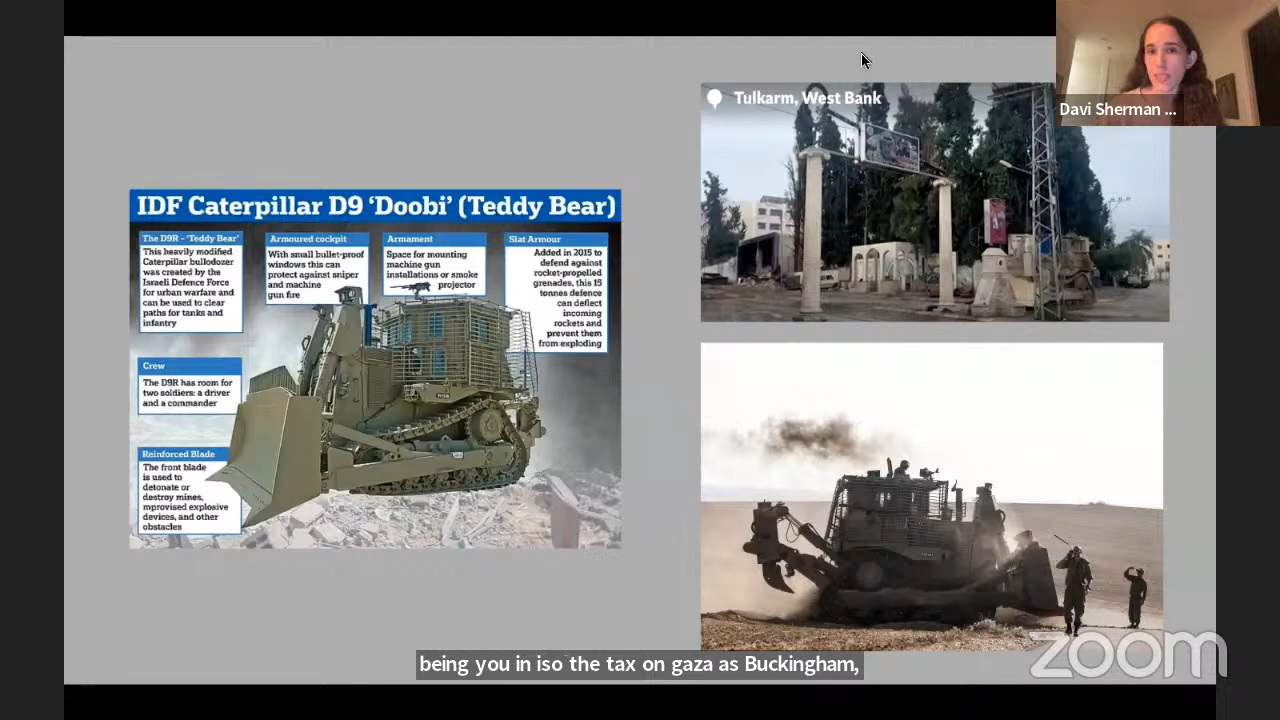 Davi Sherman ...
Tulkarm, West Bank
IDF Caterpillar D9 ‘Doobi’ (Teddy Bear)
The D9R – ‘Teddy Bear’
This heavily modified
Caterpillar bulldozer
was created by the
Israeli Defence Force
for urban warfare and
can be used to clear
paths for tanks and
infantry
Armoured cockpit
With small bullet-proof
windows this can
protect against sniper
and machine
gun fire
Armament
Space for mounting
machine gun
installations or smoke
projector
Slat Armour
Added in 2015 to
defend against
rocket-propelled
grenades, this 15
tonnes defence
can deflect
incoming
rockets and
prevent them
from exploding
Crew
The D9R has room for
two soldiers: a driver
and a commander
Reinforced Blade
The front blade
is used to
detonate or
destroy mines,
mprovised explosive
devices, and other
obstacles
being you in iso the tax on gaza as Buckingham,
zoom